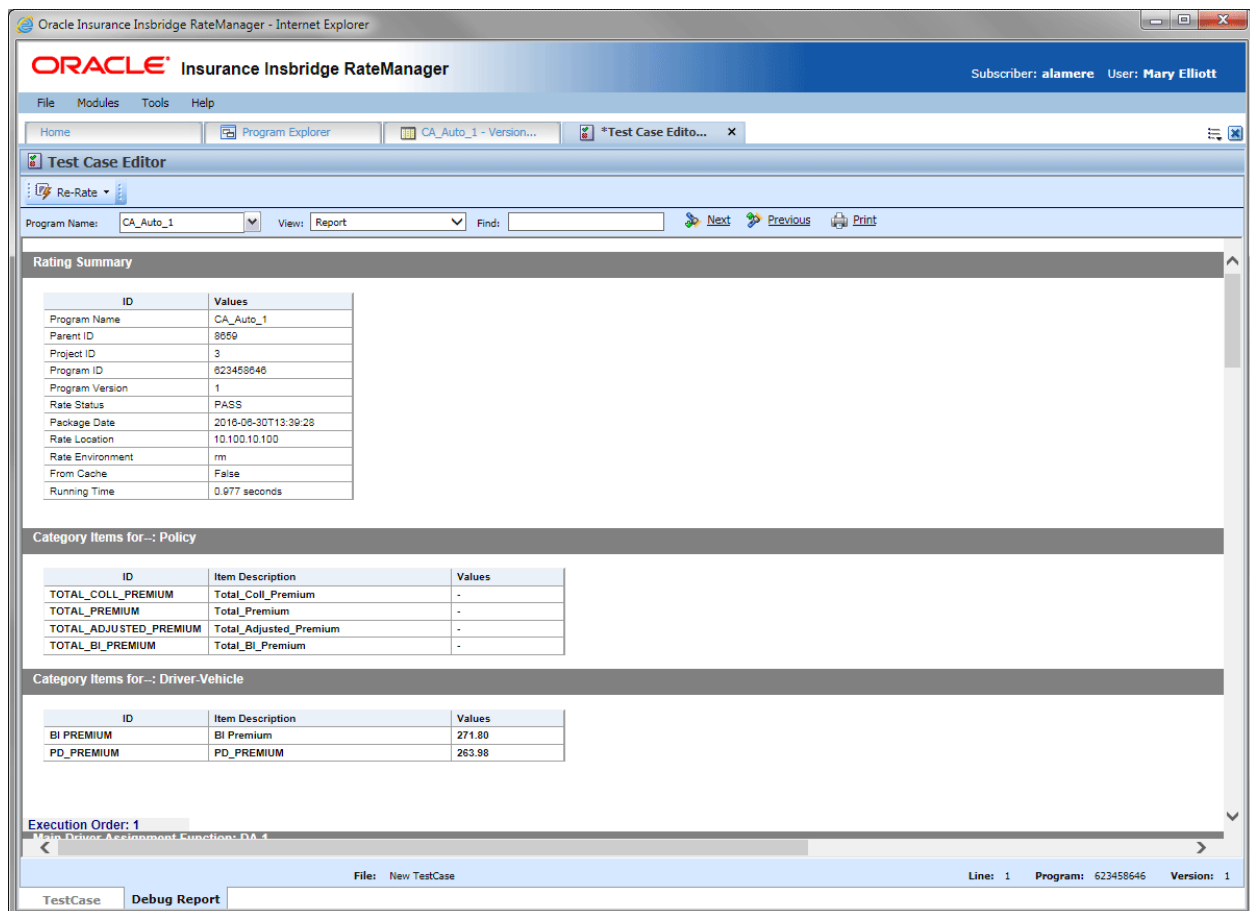 Oracle Insurance Insbridge RateManager - Internet Explorer
ORACLE® Insurance Insbridge RateManager
Subscriber: alamere User: Mary Elliott
File Modules Tools Help
Home Program Explorer CA_Auto_1 - Version... *Test Case Edito... X
Test Case Editor
Re-Rate
Program Name: CA_Auto_1 View: Report Find: Next Previous Print
Rating Summary
ID Values
Program Name CA_Auto_1
Parent ID 8659
Project ID 3
Program ID 623458646
Program Version 1
Rate Status PASS
Package Date 2016-06-30T13:39:28
Rate Location 10.100.10.100
Rate Environment rm
From Cache False
Running Time 0.977 seconds
Category Items for--: Policy
ID Item Description Values
TOTAL_COLL_PREMIUM Total_Coll_Premium -
TOTAL_PREMIUM Total_Premium -
TOTAL_ADJUSTED_PREMIUM Total_Adjusted_Premium -
TOTAL_BI_PREMIUM Total_BI_Premium -
Category Items for--: Driver-Vehicle
ID Item Description Values
BI PREMIUM BI Premium 271.80
PD_PREMIUM PD_PREMIUM 263.98
Execution Order: 1
Main Driver Assignment Function: DA 1
File: New TestCase Line: 1 Program: 623458646 Version: 1
TestCase Debug Report